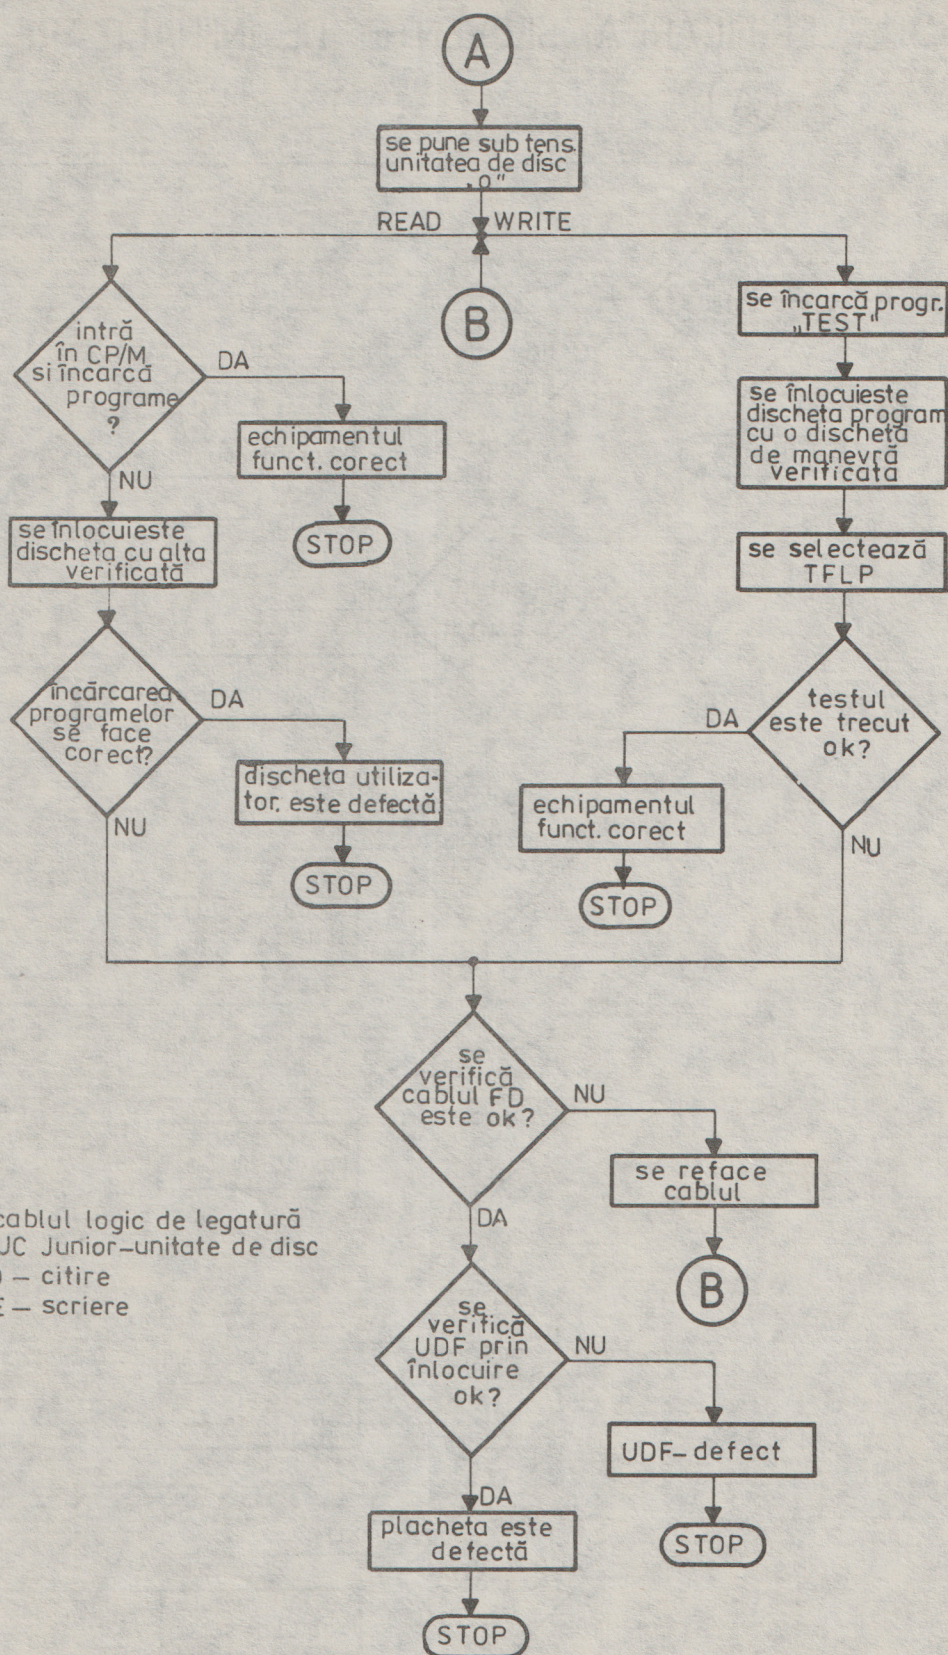 A
se pune sub tens.
unitatea de disc
„0"
READ
WRITE
B
intră
în CP/M
si încarcă
programe
?
DA
NU
echipamentul
funct. corect
STOP
se înlocuieste
discheta cu alta
verificată
încărcarea
programelor
se face
corect?
DA
NU
discheta utiliza-
tor. este defectă
STOP
se încarcă progr.
„TEST"
se înlocuieste
discheta program
cu o dischetă
de manevră
verificată
se selectează
TFLP
testul
este trecut
ok?
DA
NU
echipamentul
funct. corect
STOP
se
verifică
cablul FD
este ok?
NU
DA
se reface
cablul
B
cablul logic de legatură
UC Junior-unitate de disc
– citire
E – scriere
se
verifică
UDF prin
înlocuire
ok?
NU
DA
UDF-defect
STOP
placheta este
defectă
STOP